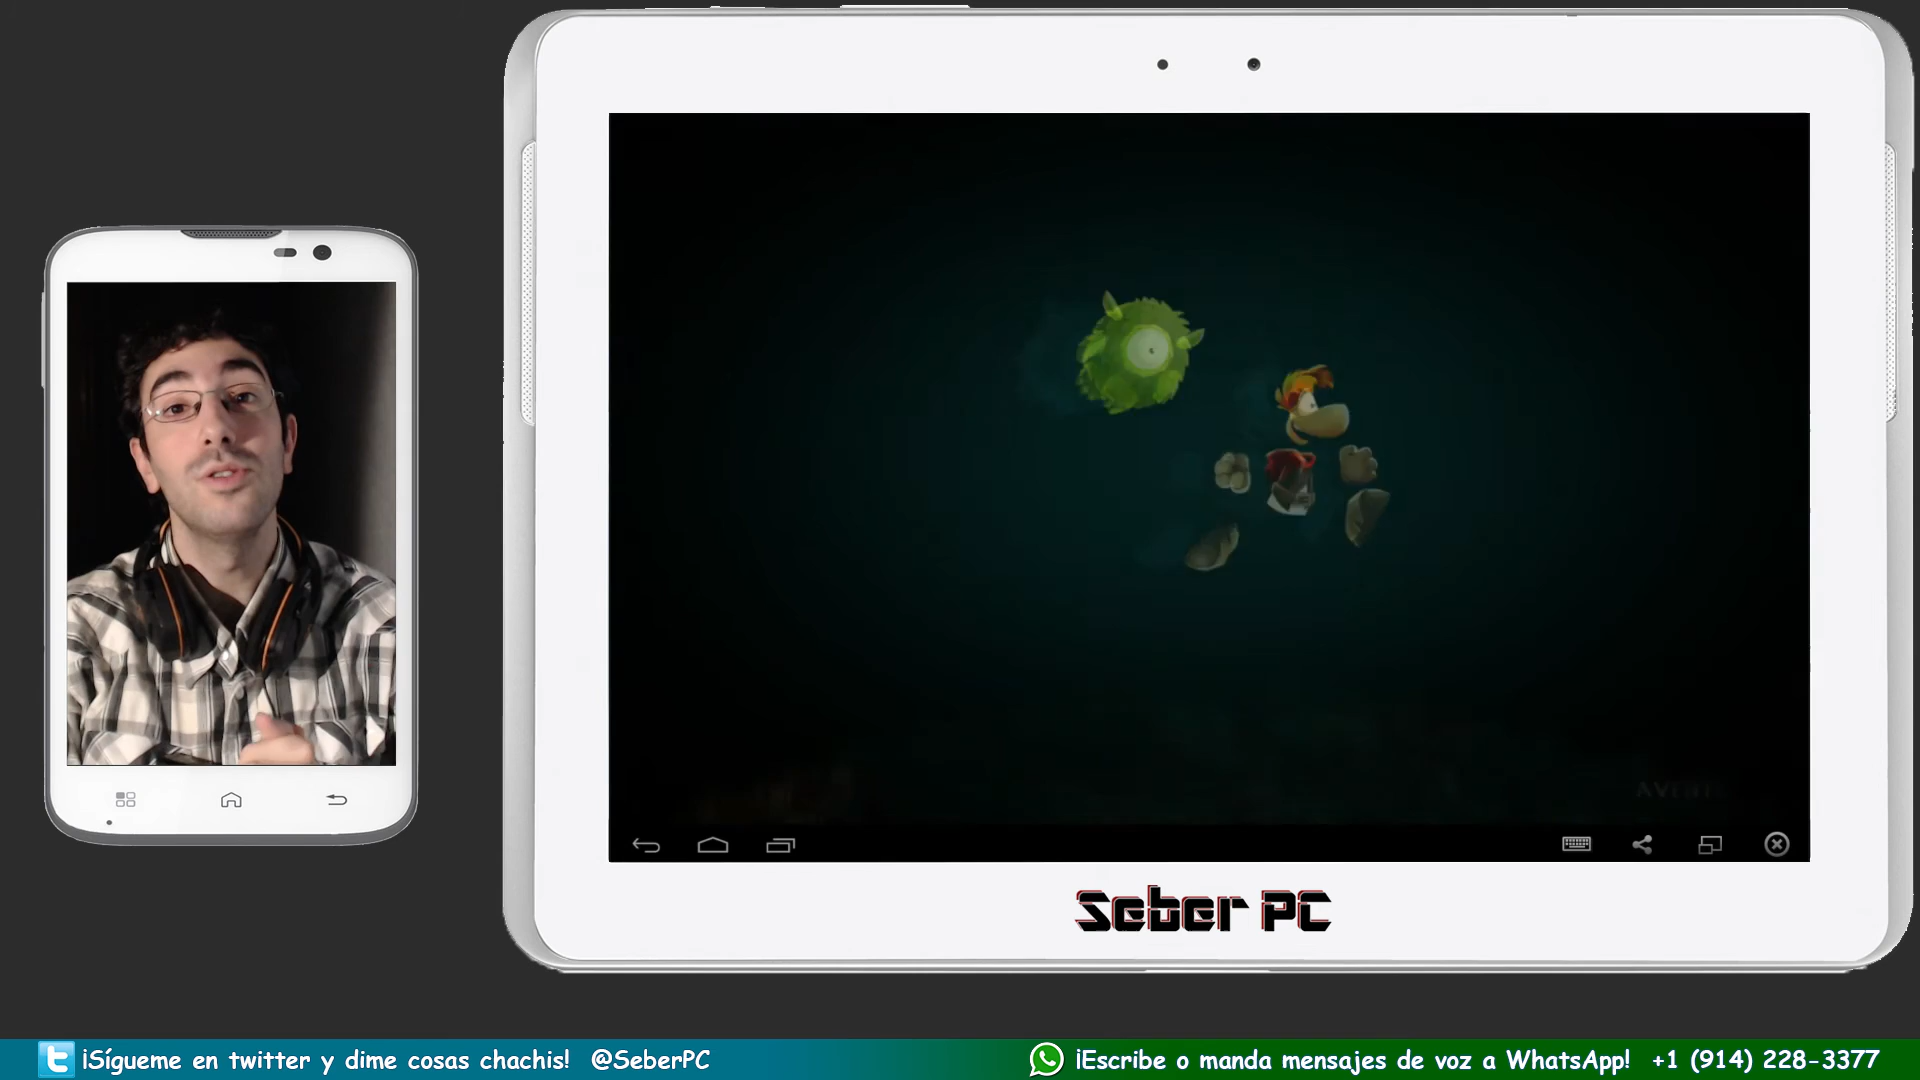 Seber PC
¡Sígueme en twitter y dime cosas chachis! @SeberPC
¡Escribe o manda mensajes de voz a WhatsApp! +1 (914) 228-3377